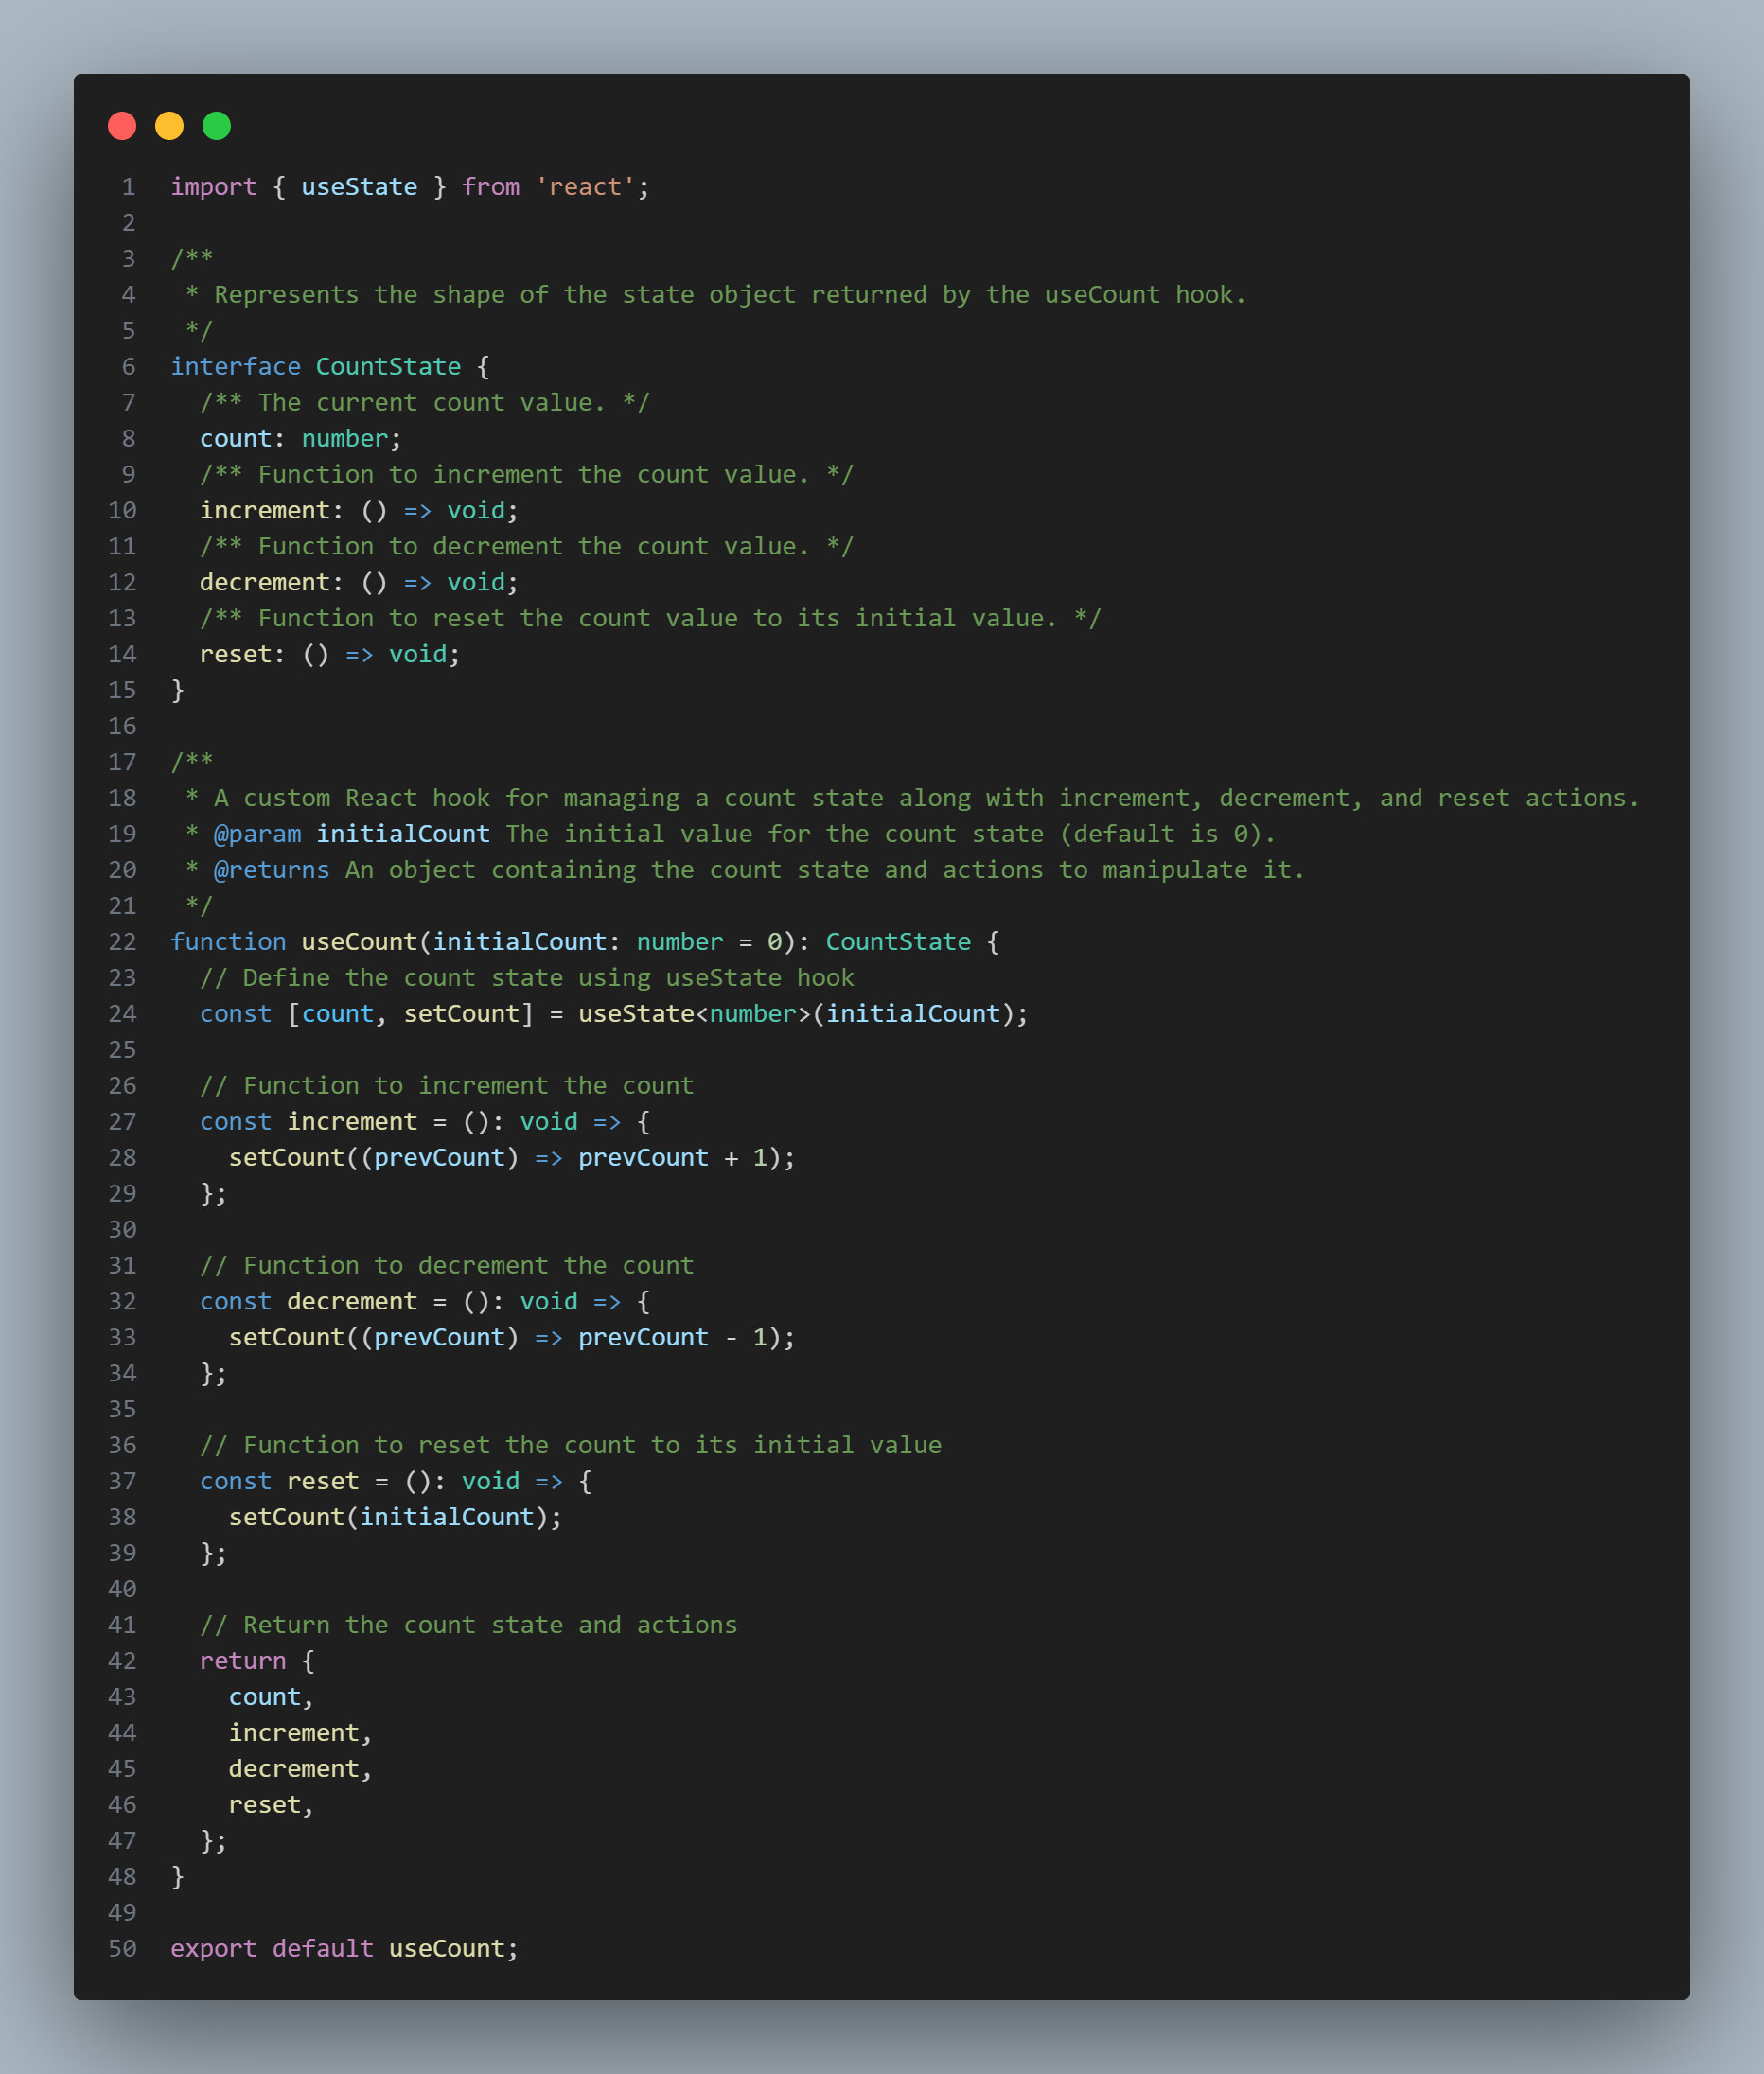 1 import { useState } from 'react';
2
3 /**
4  * Represents the shape of the state object returned by the useCount hook.
5  */
6 interface CountState {
7   /** The current count value. */
8   count: number;
9   /** Function to increment the count value. */
10   increment: () => void;
11   /** Function to decrement the count value. */
12   decrement: () => void;
13   /** Function to reset the count value to its initial value. */
14   reset: () => void;
15 }
16
17 /**
18  * A custom React hook for managing a count state along with increment, decrement, and reset actions.
19  * @param initialCount The initial value for the count state (default is 0).
20  * @returns An object containing the count state and actions to manipulate it.
21  */
22 function useCount(initialCount: number = 0): CountState {
23   // Define the count state using useState hook
24   const [count, setCount] = useState<number>(initialCount);
25
26   // Function to increment the count
27   const increment = (): void => {
28     setCount((prevCount) => prevCount + 1);
29   };
30
31   // Function to decrement the count
32   const decrement = (): void => {
33     setCount((prevCount) => prevCount - 1);
34   };
35
36   // Function to reset the count to its initial value
37   const reset = (): void => {
38     setCount(initialCount);
39   };
40
41   // Return the count state and actions
42   return {
43     count,
44     increment,
45     decrement,
46     reset,
47   };
48 }
49
50 export default useCount;